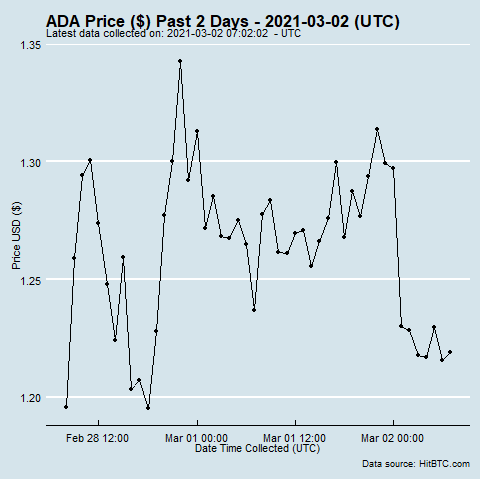 ADA Price ($) Past 2 Days - 2021-03-02 (UTC)
Latest data collected on: 2021-03-02 07:02:02 - UTC
1.35
1.30
1.25
1.20
Price USD ($)
Feb 28 12:00
Mar 01 00:00
Mar 01 12:00
Mar 02 00:00
Date Time Collected (UTC)
Data source: HitBTC.com